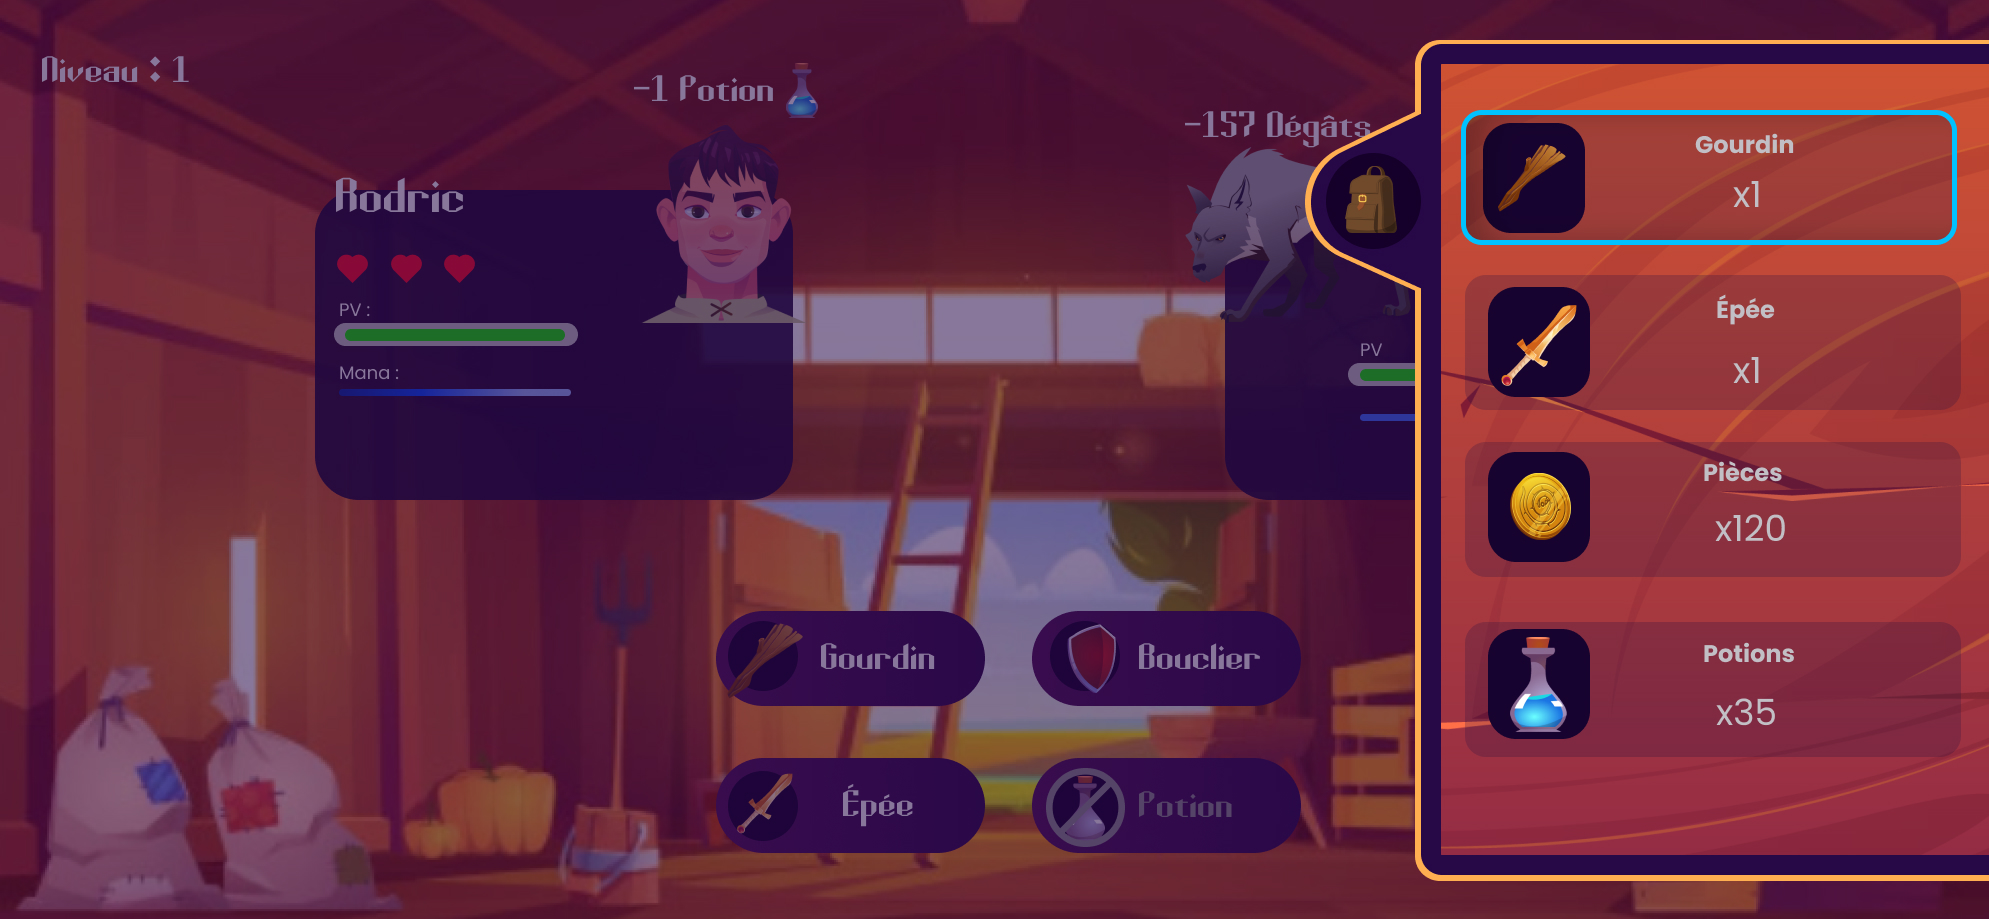 Niveau : 1
-1 Potion
-157 Dégâts
Rodric
PV :
Mana :
PV
Gourdin
Bouclier
Épée
Potion
Gourdin
x1
Épée
x1
Pièces
x120
Potions
x35